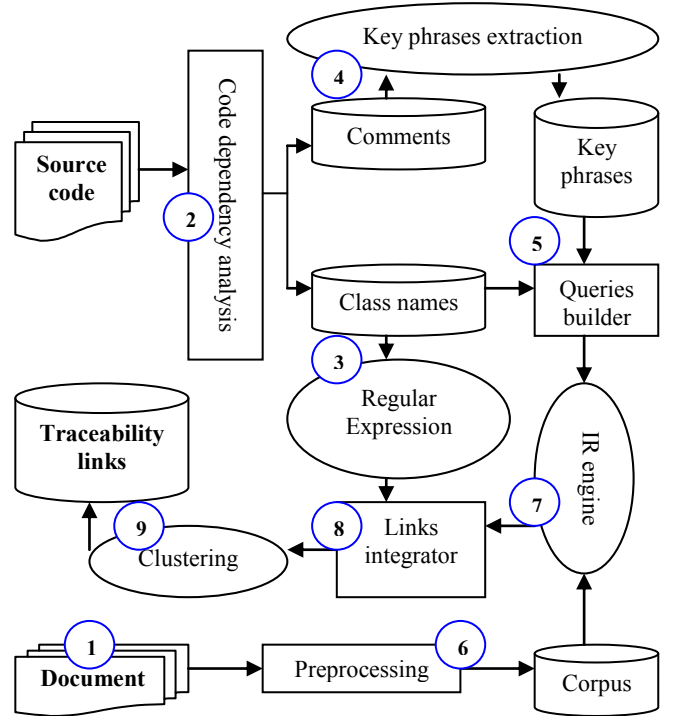 Key phrases extraction
4
Comments
Key
phrases
Source
code
2
Code dependency analysis
5
Class names
Queries
builder
3
Regular
Expression
Traceability
links
IR engine
7
9
8
Links
integrator
Clustering
1
Document
Preprocessing
6
Corpus